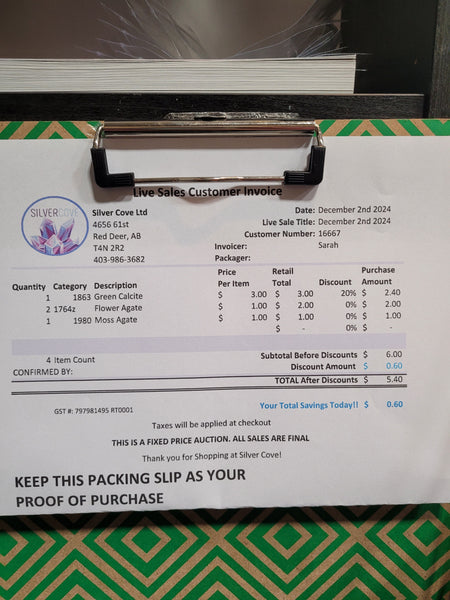 Live Sales Customer Invoice
SILVERCOVE
Silver Cove Ltd
4656 61st
Red Deer, AB
T4N 2R2
403-986-3682
Date: December 2nd 2024
Live Sale Title: December 2nd 2024
Customer Number: 16667
Invoicer: Sarah
Packager:
Quantity Category Description Price Per Item Retail Total Discount Purchase Amount
1 1863 Green Calcite $ 3.00 $ 3.00 20% $ 2.40
2 1764z Flower Agate $ 1.00 $ 2.00 0% $ 2.00
1 1980 Moss Agate $ 1.00 $ 1.00 0% $ 1.00
$ - 0% $ -
4 Item Count
CONFIRMED BY:
Subtotal Before Discounts $ 6.00
Discount Amount $ 0.60
TOTAL After Discounts $ 5.40
GST #: 797981495 RT0001
Your Total Savings Today!! $ 0.60
Taxes will be applied at checkout
THIS IS A FIXED PRICE AUCTION. ALL SALES ARE FINAL
Thank you for Shopping at Silver Cove!
KEEP THIS PACKING SLIP AS YOUR
PROOF OF PURCHASE